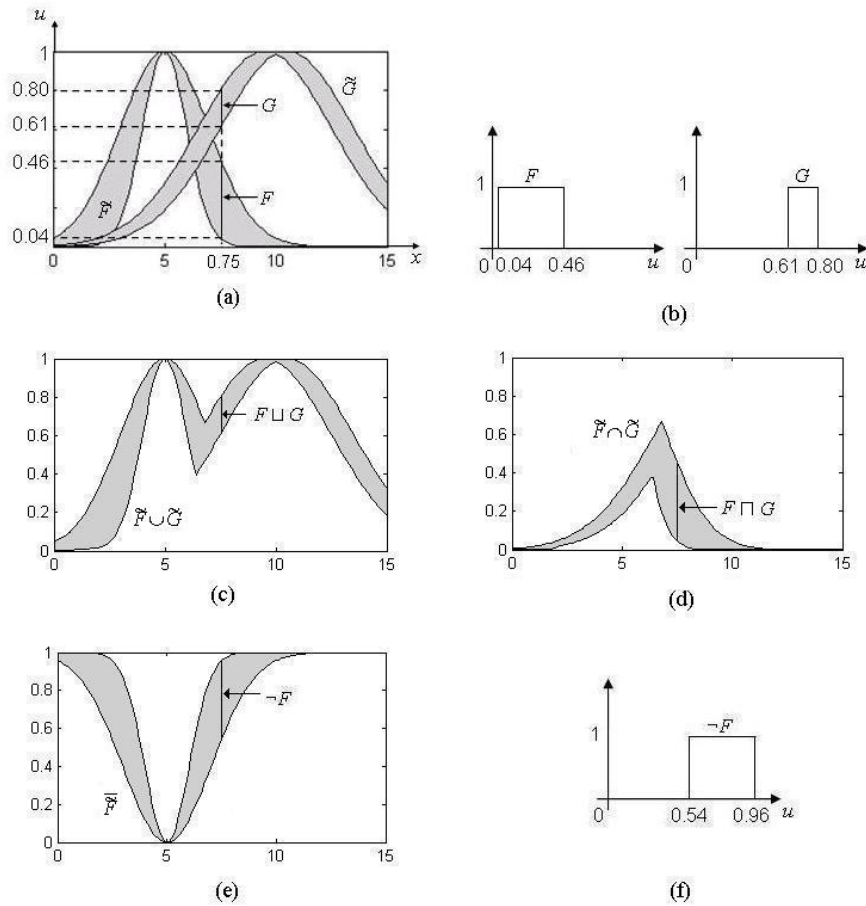 u
1
0.80
0.61
0.46
0.04
0
G
G̃
F
F̃
0 5 0.75 10 15 x
(a)
F
1
0 0.04 0.46 u
G
1
0 0.61 0.80 u
(b)
1
0.8
0.6
0.4
0.2
0
F ⊔ G
F̃ ∪ G̃
0 5 10 15
(c)
1
0.8
0.6
0.4
0.2
0
F̃ ∩ G̃
F ⊓ G
0 5 10 15
(d)
1
0.8
0.6
0.4
0.2
0
¬F
F̃̅
0 5 10 15
(e)
¬F
1
0 0.54 0.96 u
(f)